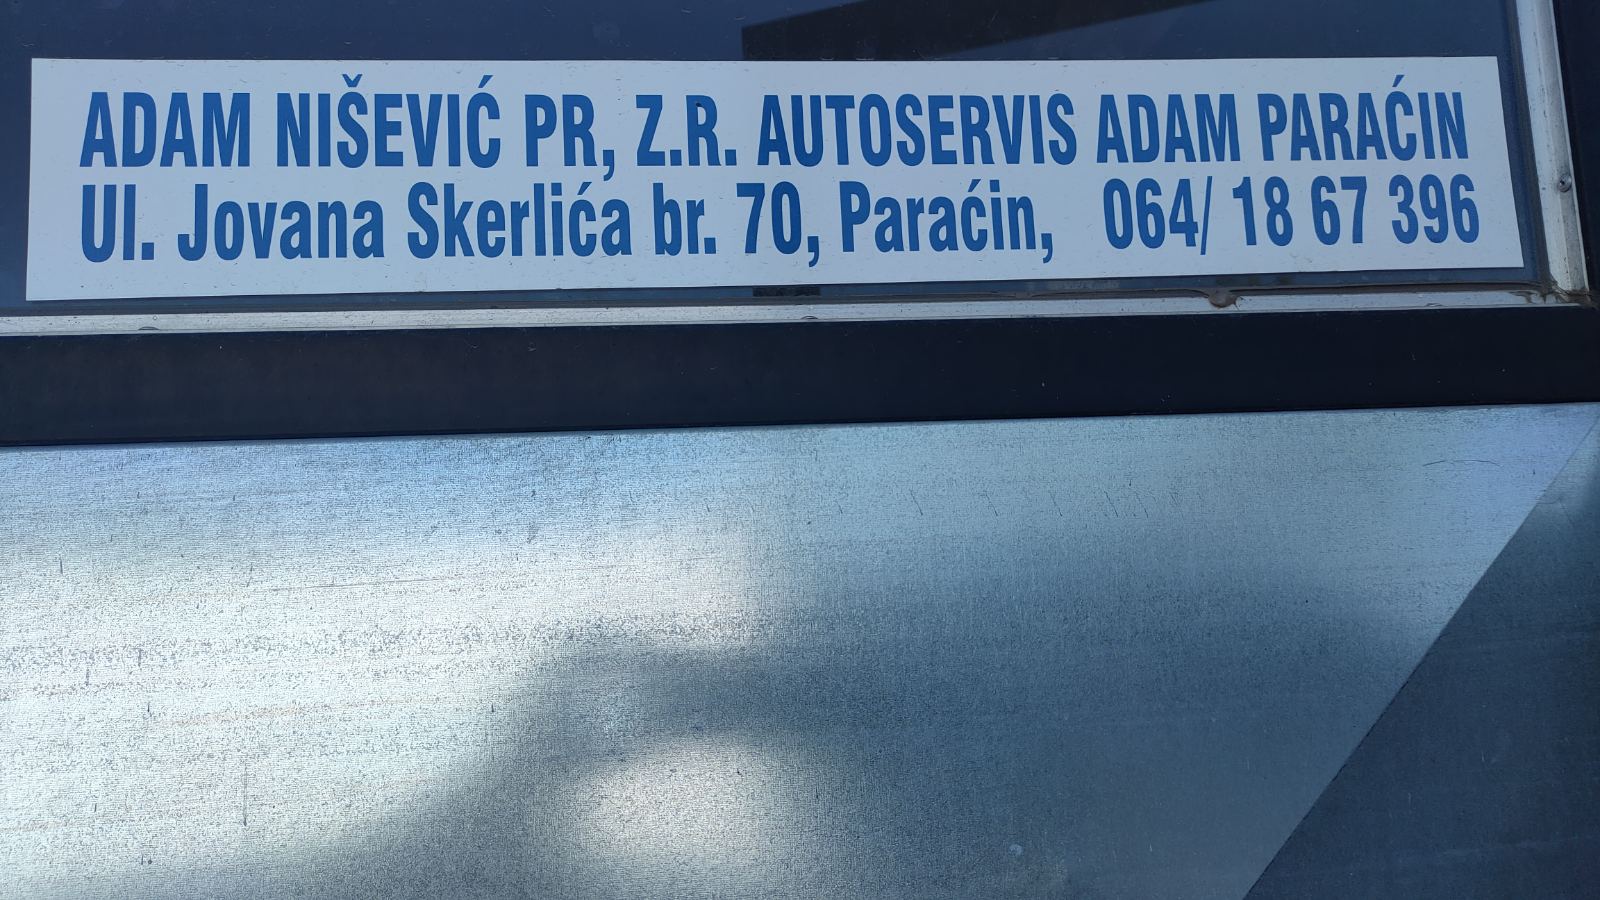 ADAM NIŠEVIĆ PR, Z.R. AUTOSERVIS ADAM PARAĆIN
Ul. Jovana Skerlića br. 70, Paraćin, 064/ 18 67 396